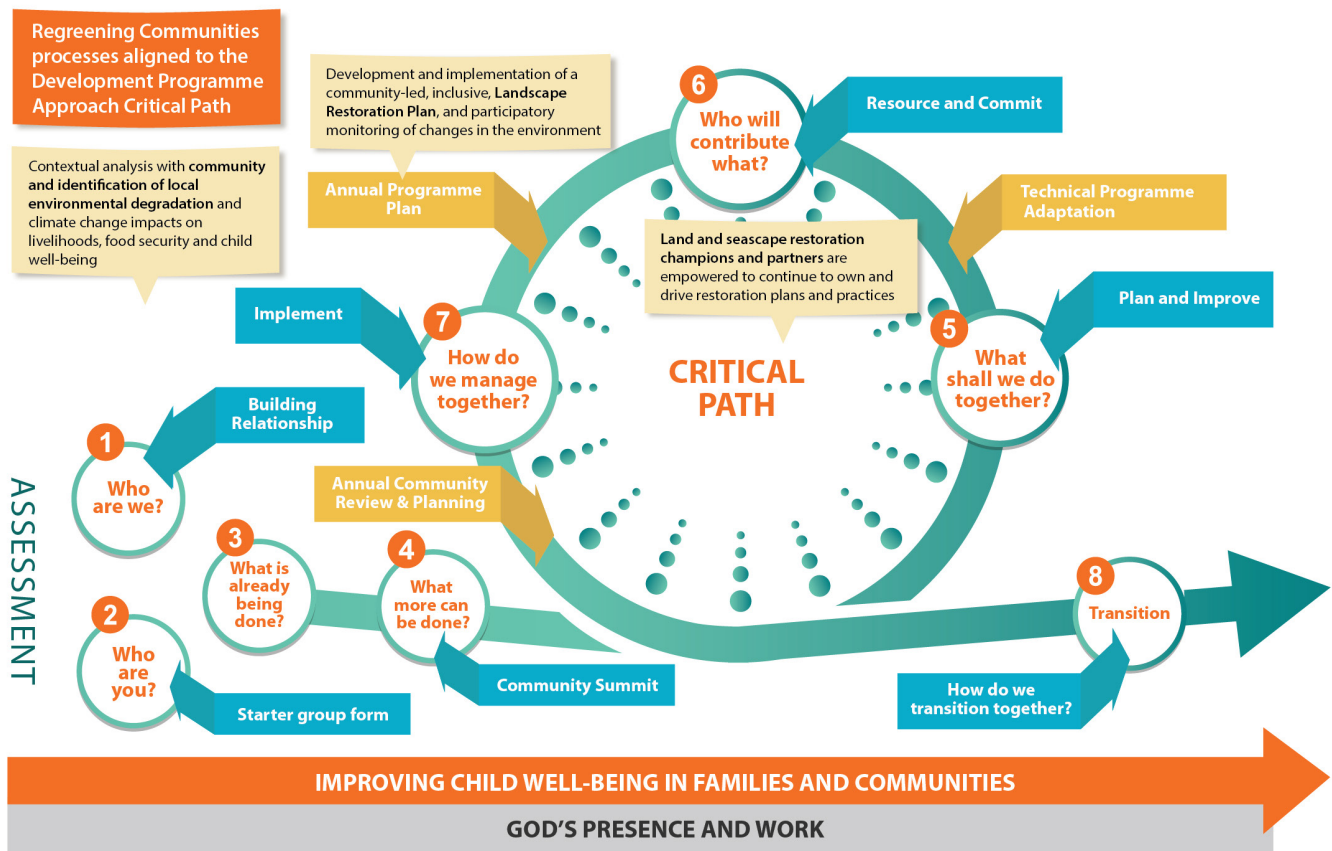 Regreening Communities
processes aligned to the
Development Programme
Approach Critical Path
Contextual analysis with community
and identification of local
environmental degradation and
climate change impacts on
livelihoods, food security and child
well-being
Development and implementation of a
community-led, inclusive, Landscape
Restoration Plan, and participatory
monitoring of changes in the environment
Annual Programme
Plan
6
Who will
contribute
what?
Resource and Commit
Technical Programme
Adaptation
Land and seascape restoration
champions and partners are
empowered to continue to own and
drive restoration plans and practices
Implement
7
How do
we manage
together?
CRITICAL
PATH
5
What
shall we do
together?
Plan and Improve
Building
Relationship
1
Who
are we?
Annual Community
Review & Planning
ASSESSMENT
2
Who
are
you?
Starter group form
3
What is
already
being
done?
4
What
more can
be done?
Community Summit
8
Transition
How do we
transition together?
IMPROVING CHILD WELL-BEING IN FAMILIES AND COMMUNITIES
GOD'S PRESENCE AND WORK